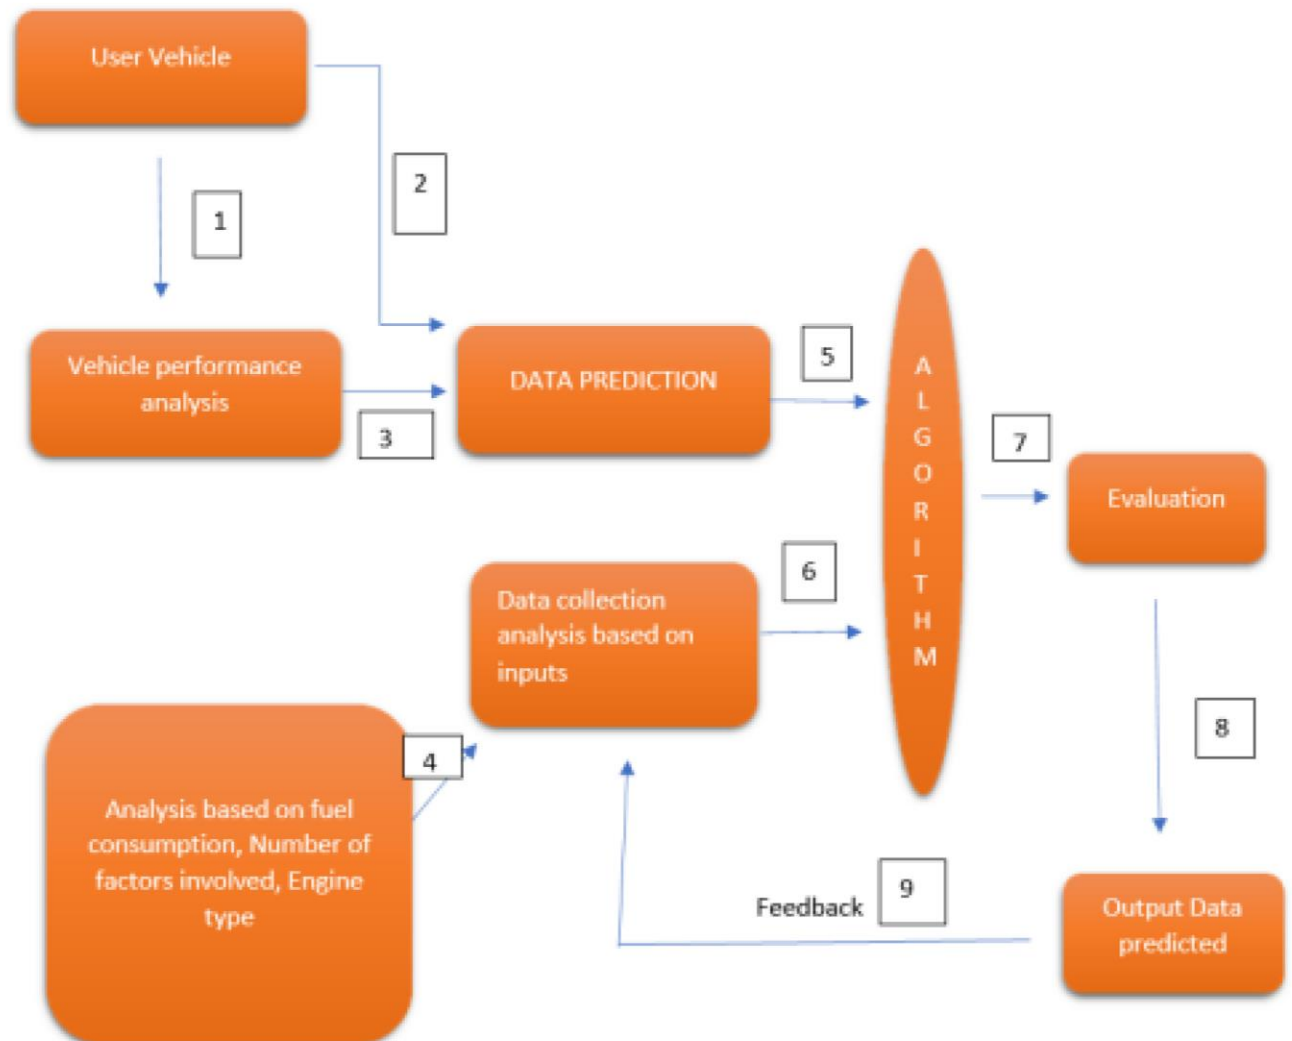 User Vehicle
2
1
Vehicle performance
analysis
DATA PREDICTION
5
3
A
L
G
O
R
I
T
H
M
7
Evaluation
6
Data collection
analysis based on
inputs
4
Analysis based on fuel
consumption, Number of
factors involved, Engine
type
8
Feedback
9
Output Data
predicted